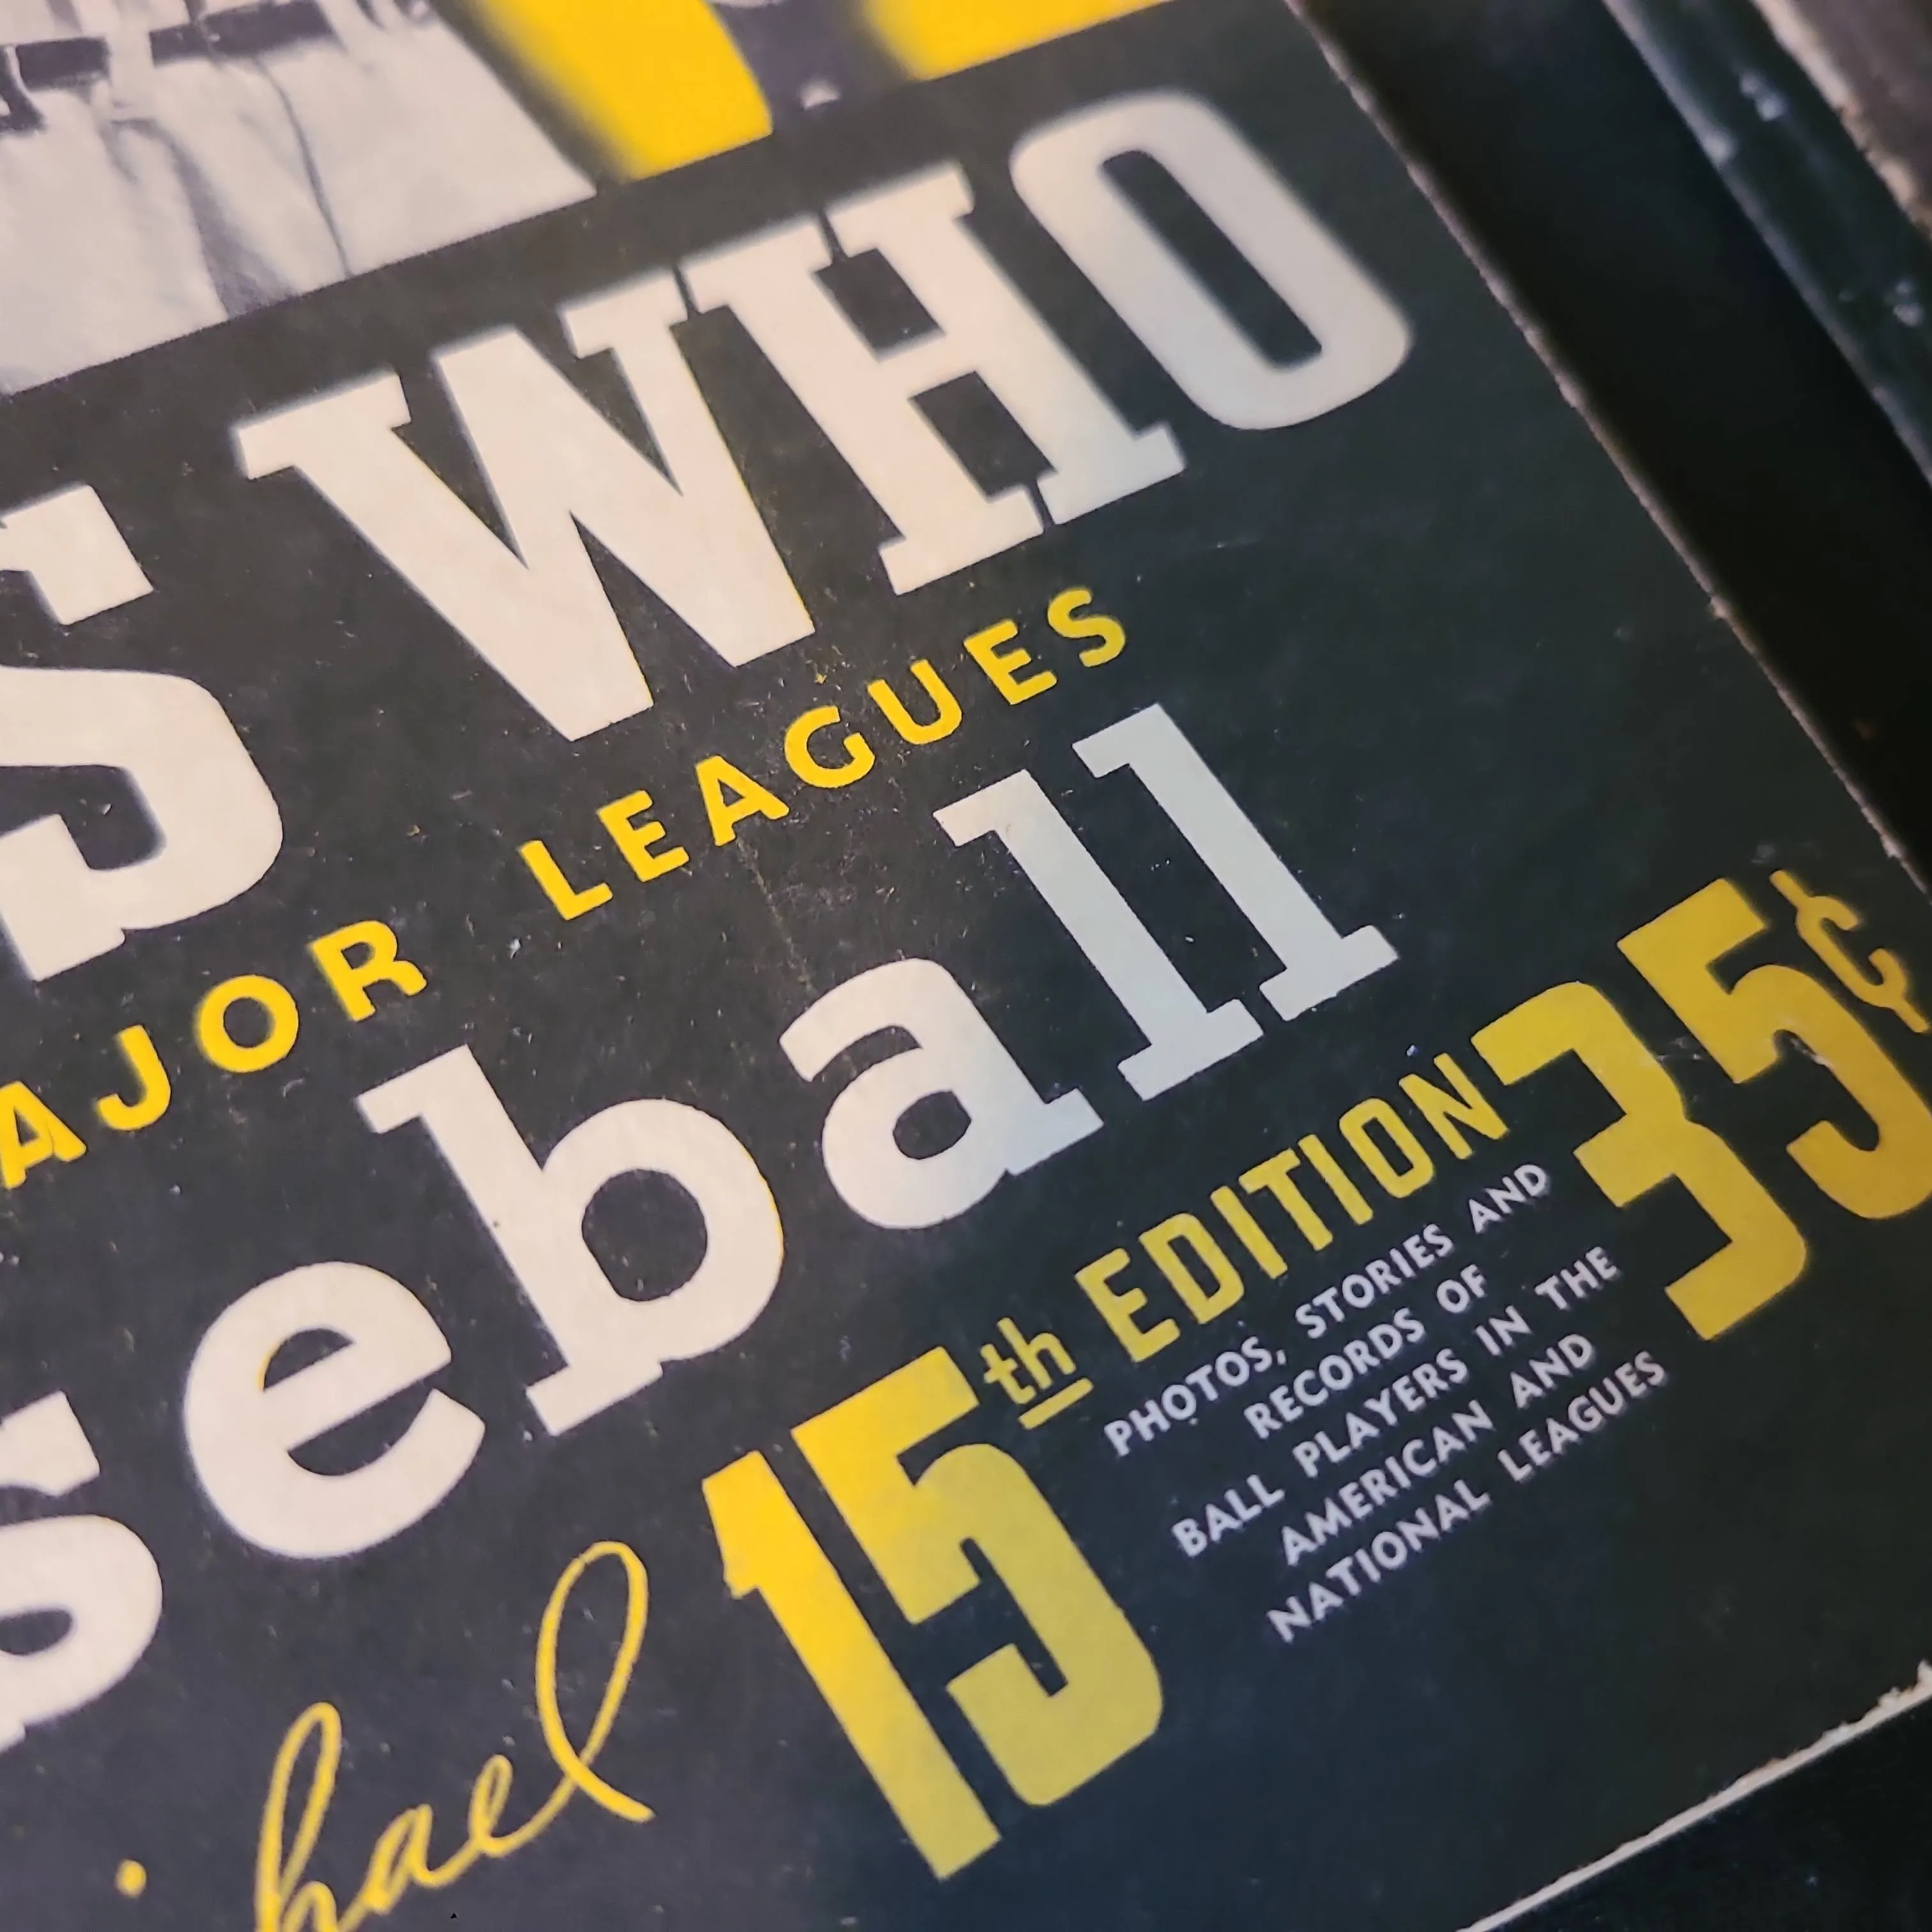 S WHO
AJOR LEAGUES
seball
15th EDITION 35¢
PHOTOS, STORIES AND
RECORDS OF
BALL PLAYERS IN THE
AMERICAN AND
NATIONAL LEAGUES
hael